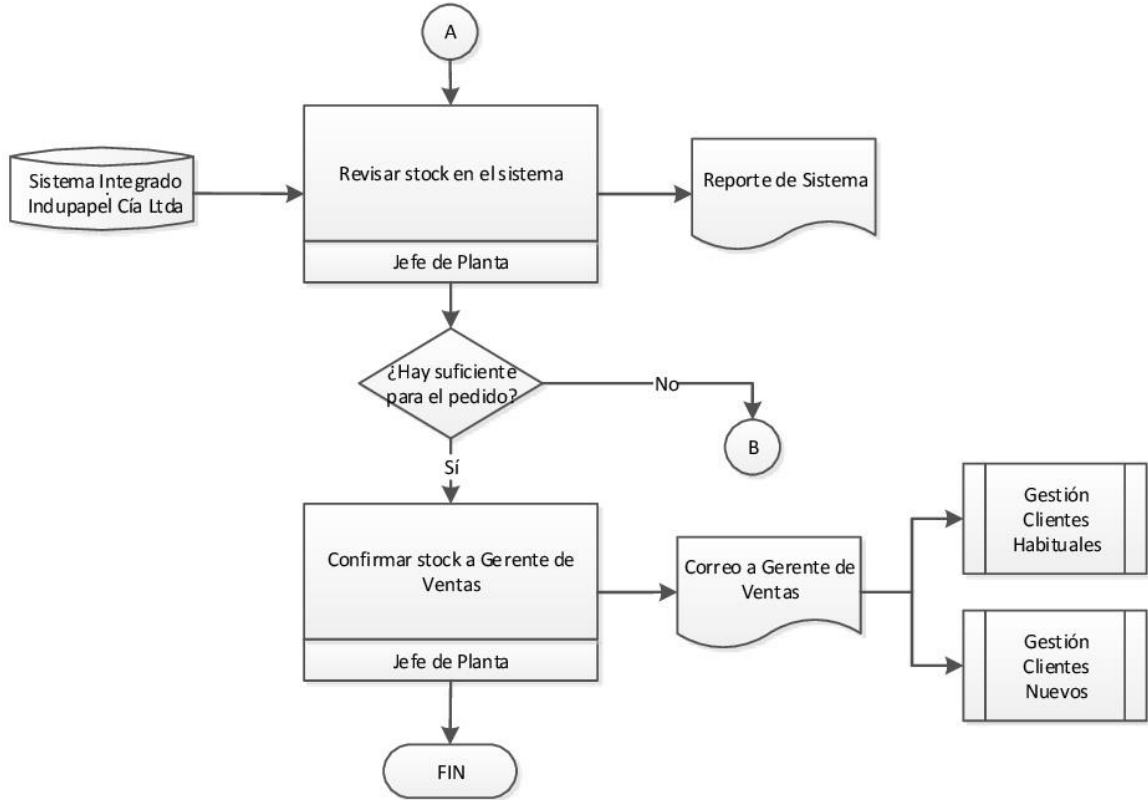 A
Sistema Integrado
Indupapel Cía Ltda
Revisar stock en el sistema
Jefe de Planta
Reporte de Sistema
¿Hay suficiente
para el pedido?
No
B
Sí
Confirmar stock a Gerente de
Ventas
Jefe de Planta
Correo a Gerente de
Ventas
Gestión
Clientes
Habituales
Gestión
Clientes
Nuevos
FIN